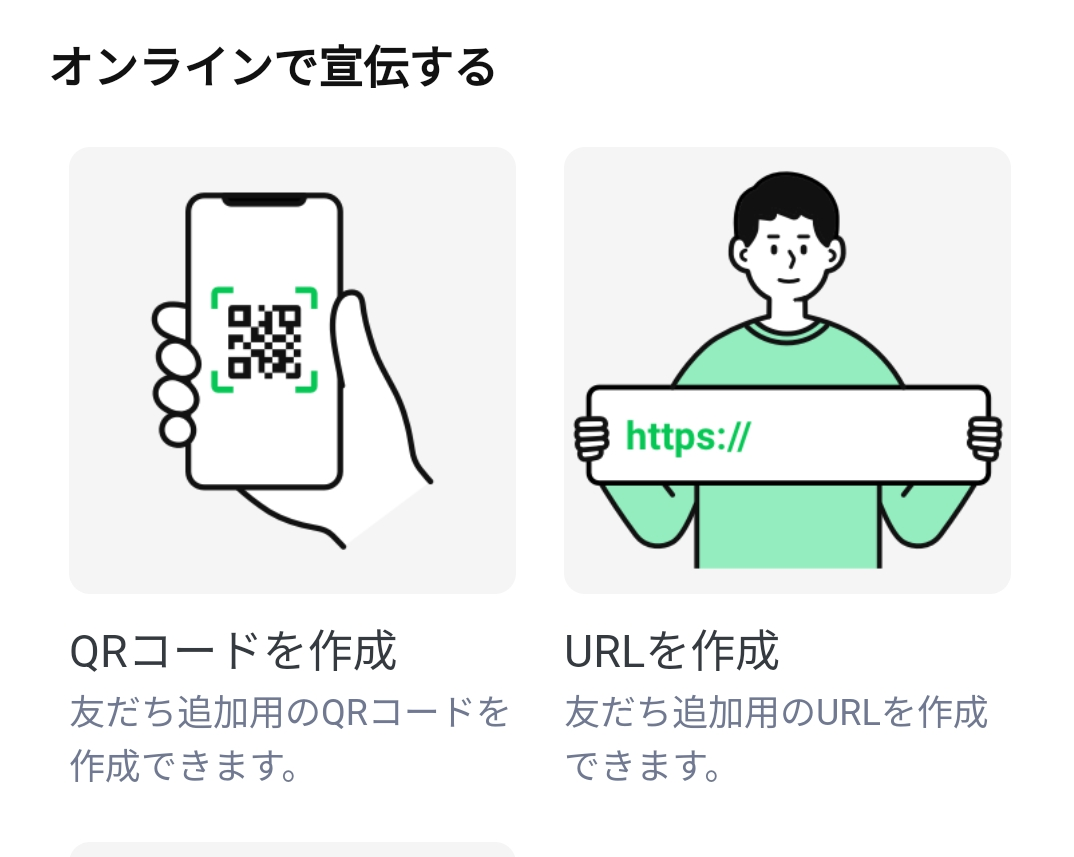 オンラインで宣伝する
https://
QRコードを作成
友だち追加用のQRコードを
作成できます。
URLを作成
友だち追加用のURLを作成
できます。